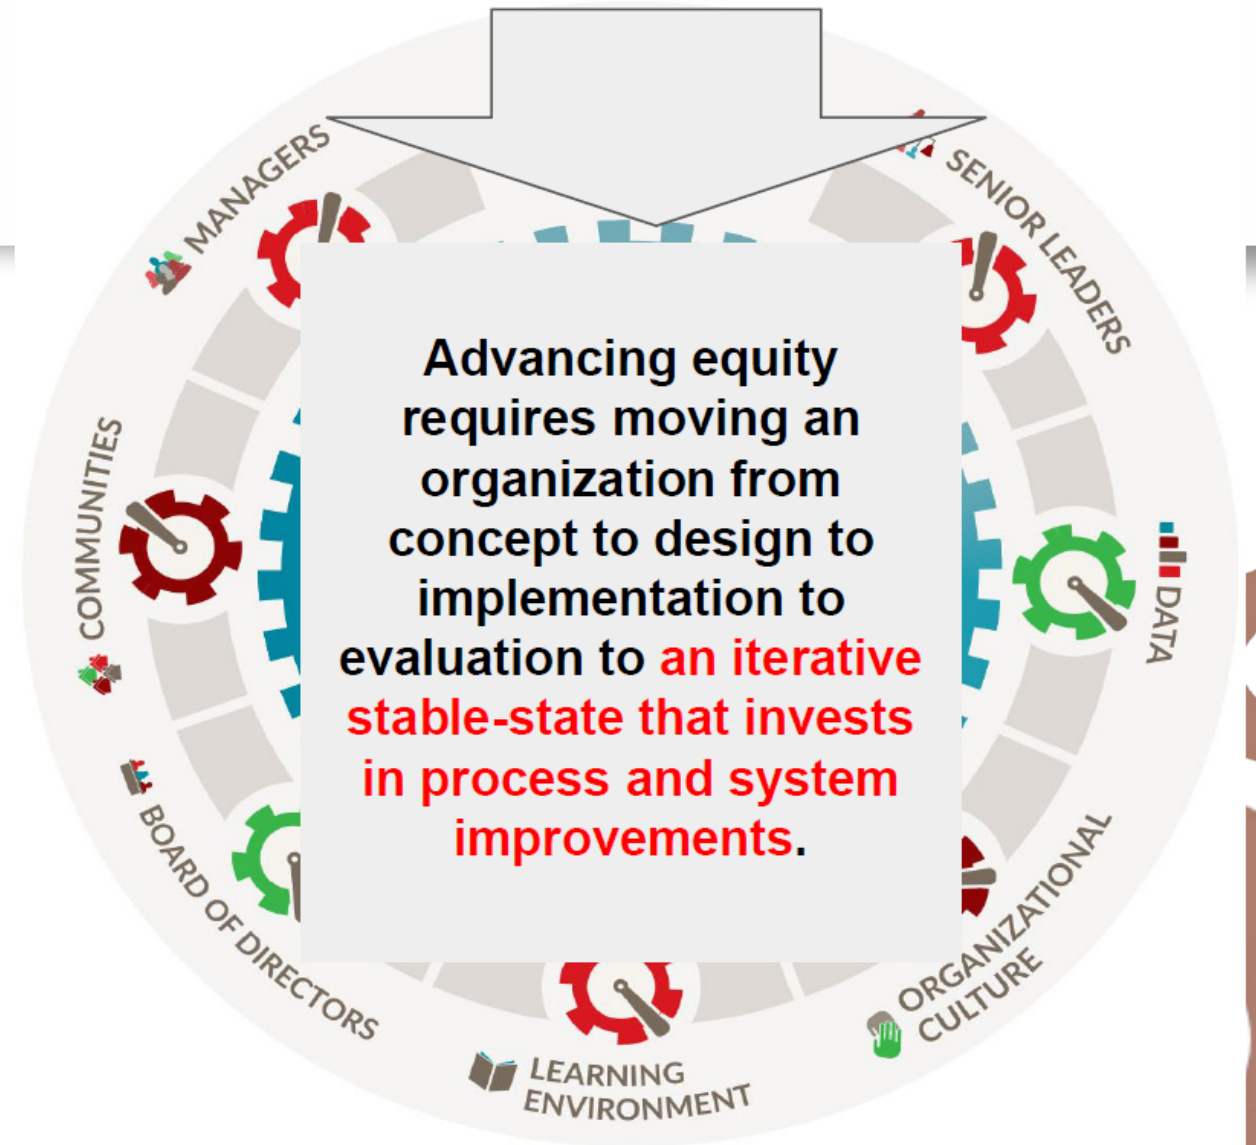 MANAGERS
SENIOR LEADERS
COMMUNITIES
DATA
BOARD OF DIRECTORS
ORGANIZATIONAL
CULTURE
LEARNING
ENVIRONMENT
Advancing equity
requires moving an
organization from
concept to design to
implementation to
evaluation to an iterative
stable-state that invests
in process and system
improvements.